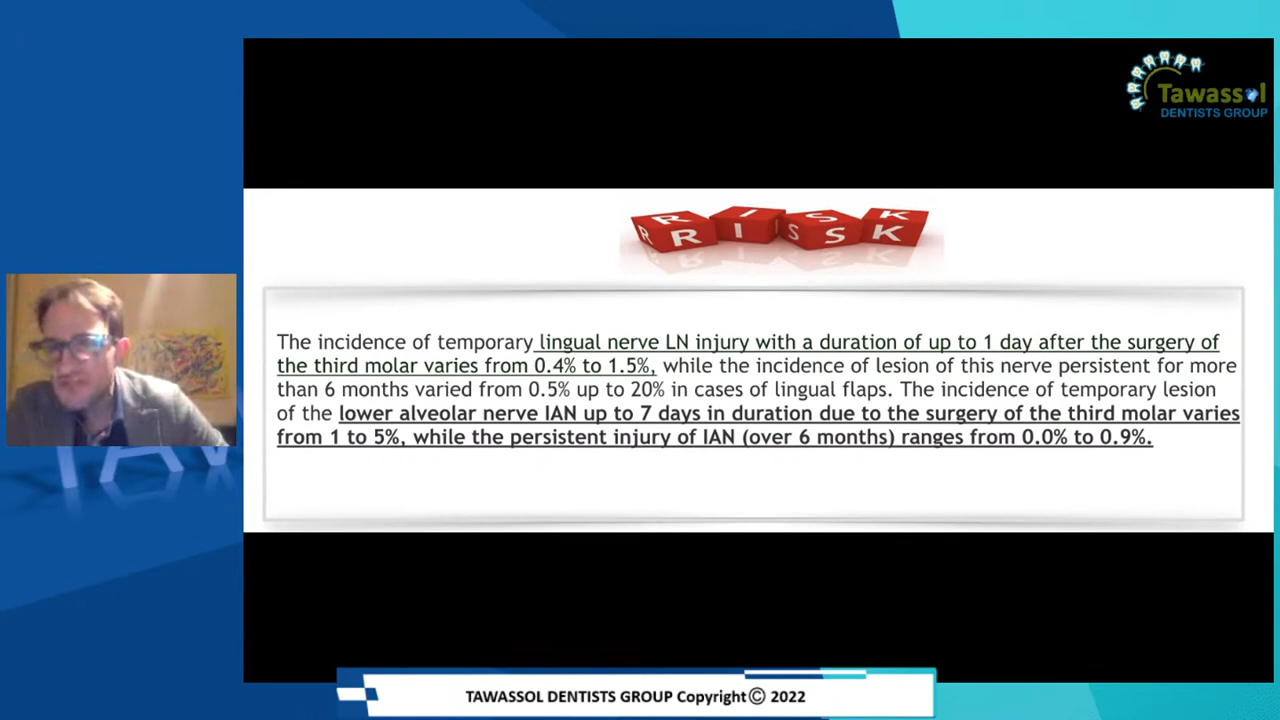 Tawassol
DENTISTS GROUP
R I S K
R I S S K
The incidence of temporary lingual nerve LN injury with a duration of up to 1 day after the surgery of
the third molar varies from 0.4% to 1.5%, while the incidence of lesion of this nerve persistent for more
than 6 months varied from 0.5% up to 20% in cases of lingual flaps. The incidence of temporary lesion
of the lower alveolar nerve IAN up to 7 days in duration due to the surgery of the third molar varies
from 1 to 5%, while the persistent injury of IAN (over 6 months) ranges from 0.0% to 0.9%.
TAWASSOL DENTISTS GROUP Copyright© 2022